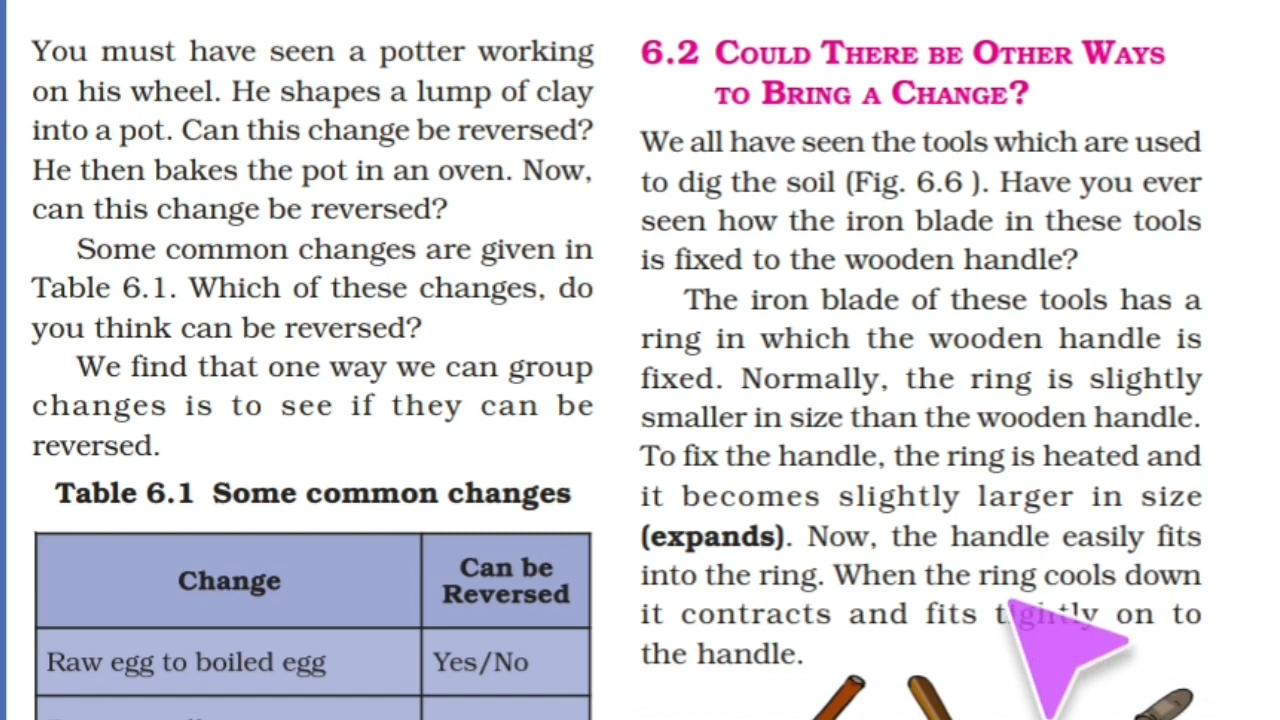 You must have seen a potter working
on his wheel. He shapes a lump of clay
into a pot. Can this change be reversed?
He then bakes the pot in an oven. Now,
can this change be reversed?
Some common changes are given in
Table 6.1. Which of these changes, do
you think can be reversed?
We find that one way we can group
changes is to see if they can be
reversed.
Table 6.1 Some common changes
Change
Can be
Reversed
Raw egg to boiled egg
Yes/No
6.2 COULD THERE BE OTHER WAYS
TO BRING A CHANGE?
We all have seen the tools which are used
to dig the soil (Fig. 6.6 ). Have you ever
seen how the iron blade in these tools
is fixed to the wooden handle?
The iron blade of these tools has a
ring in which the wooden handle is
fixed. Normally, the ring is slightly
smaller in size than the wooden handle.
To fix the handle, the ring is heated and
it becomes slightly larger in size
(expands). Now, the handle easily fits
into the ring. When the ring cools down
it contracts and fits tightly on to
the handle.